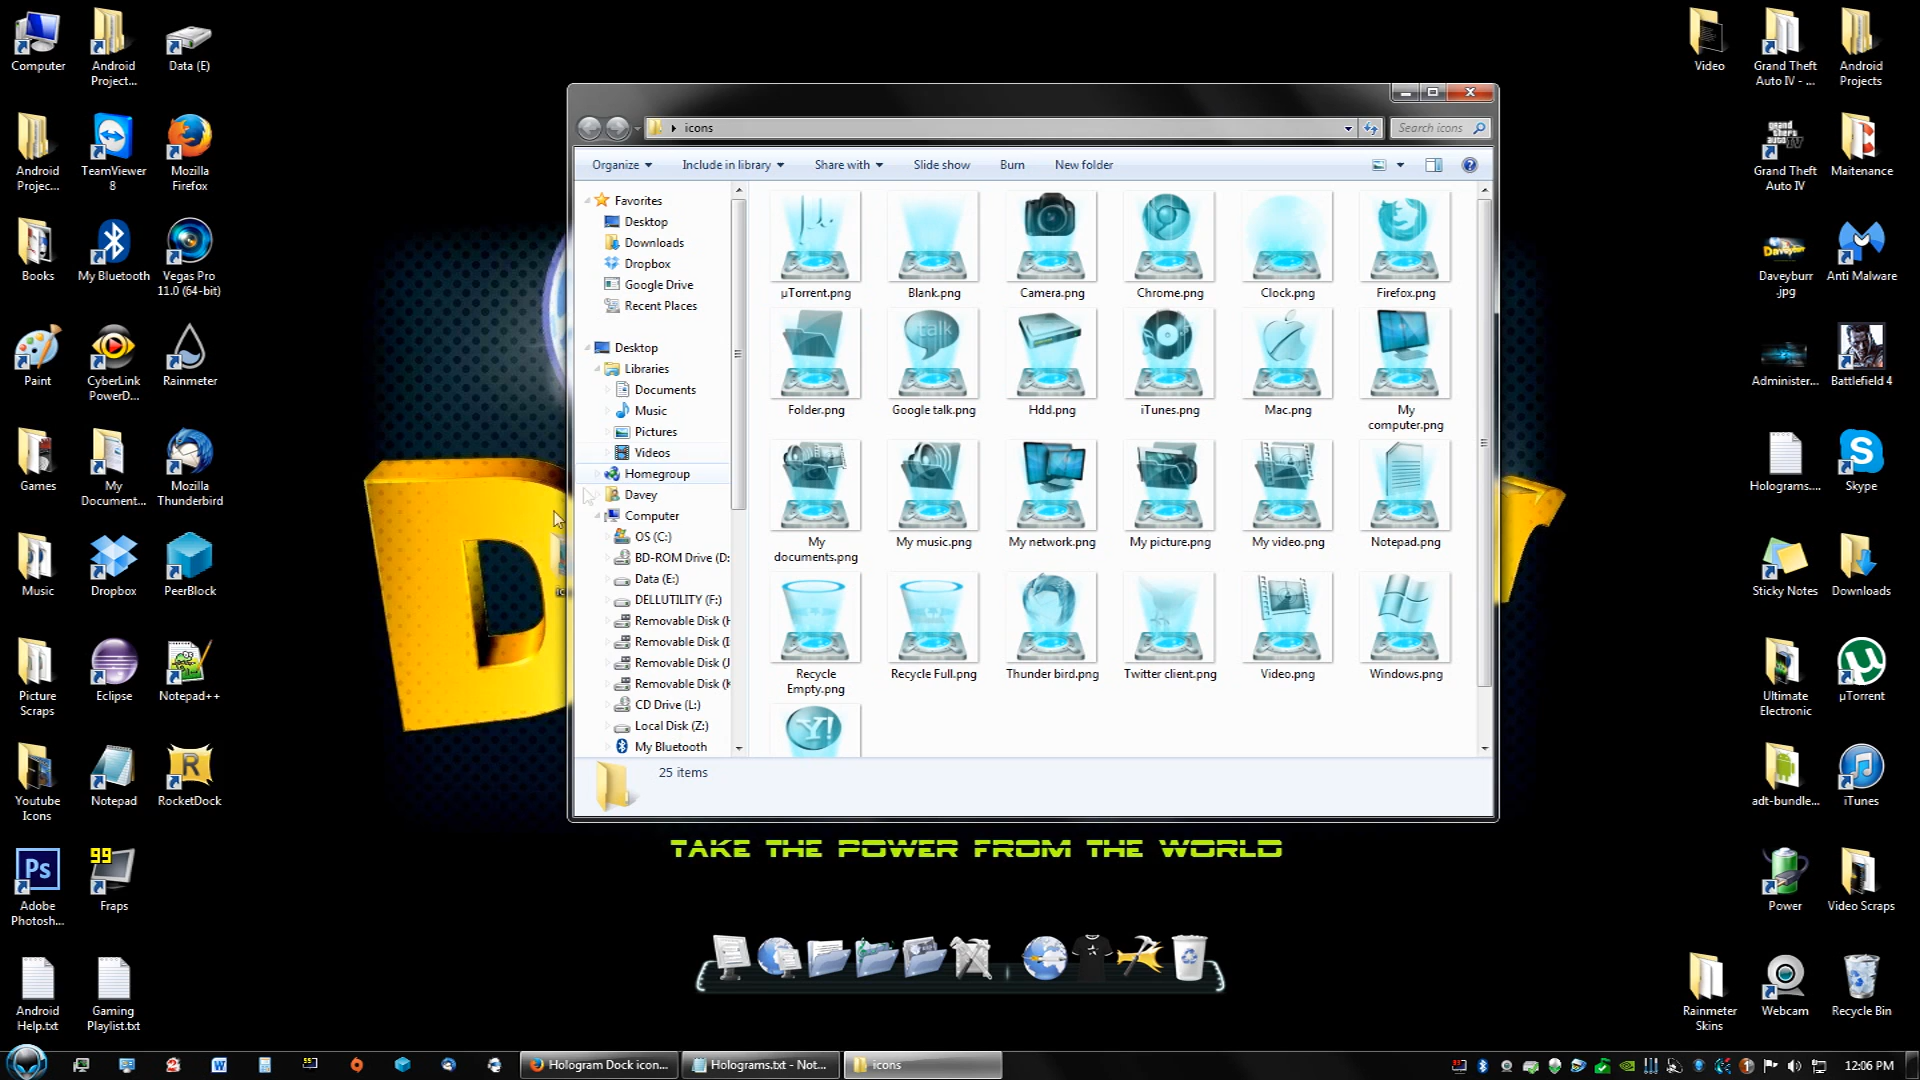 Computer
Android
Project...
Data (E)
Android
Projec...
TeamViewer
8
Mozilla
Firefox
Books
My Bluetooth
Vegas Pro
11.0 (64-bit)
Paint
CyberLink
PowerD...
Rainmeter
Games
My
Document...
Mozilla
Thunderbird
Music
Dropbox
PeerBlock
Picture
Scraps
Eclipse
Notepad++
Youtube
Icons
Notepad
RocketDock
Ps
Adobe
Photosh...
99
Fraps
Android
Help.txt
Gaming
Playlist.txt
icons
Search icons
Organize
Include in library
Share with
Slide show
Burn
New folder
Favorites
Desktop
Downloads
Dropbox
Google Drive
Recent Places
Desktop
Libraries
Documents
Music
Pictures
Videos
Homegroup
Davey
Computer
OS (C:)
BD-ROM Drive (D:
Data (E:)
DELLUTILITY (F:)
Removable Disk (H
Removable Disk (I
Removable Disk (J
Removable Disk (K
CD Drive (L:)
Local Disk (Z:)
My Bluetooth
µTorrent.png
Blank.png
Camera.png
Chrome.png
Clock.png
Firefox.png
talk
Folder.png
Google talk.png
Hdd.png
iTunes.png
Mac.png
My
computer.png
My
documents.png
My music.png
My network.png
My picture.png
My video.png
Notepad.png
Recycle
Empty.png
Recycle Full.png
Thunder bird.png
Twitter client.png
Video.png
Windows.png
Y!
25 items
D
TAKE THE POWER FROM THE WORLD
Video
Grand Theft
Auto IV - ...
Android
Projects
Grand Theft
Auto IV
Maitenance
Daveyburr
.jpg
Anti Malware
Administer...
Battlefield 4
Holograms....
Skype
Sticky Notes
Downloads
Ultimate
Electronic
µTorrent
adt-bundle...
iTunes
Power
Video Scraps
Rainmeter
Skins
Webcam
Recycle Bin
Hologram Dock icon...
Holograms.txt - Not...
icons
12:06 PM